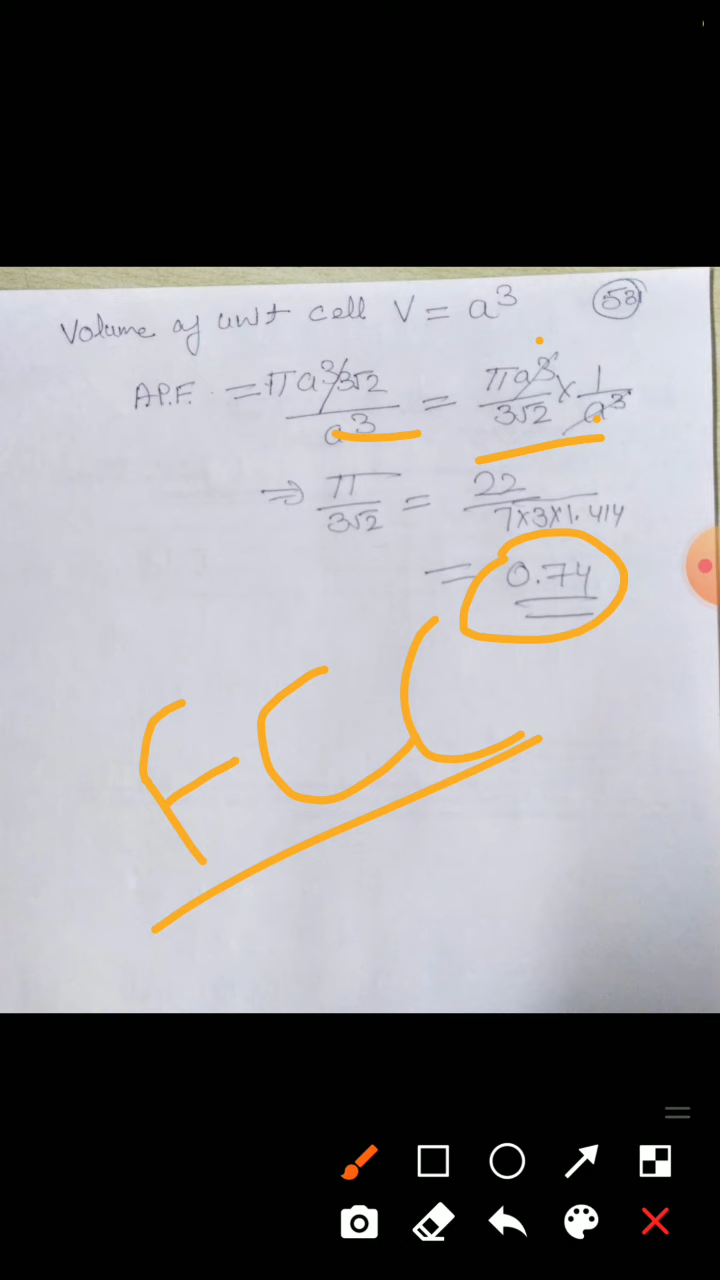 Volume of unit cell V = a³ (53)
A.P.F. = πa³/3√2 / a³ = πa³/3√2 × 1/a³
⇒ π/3√2 = 22/7×3×1.414
= 0.74
FCC